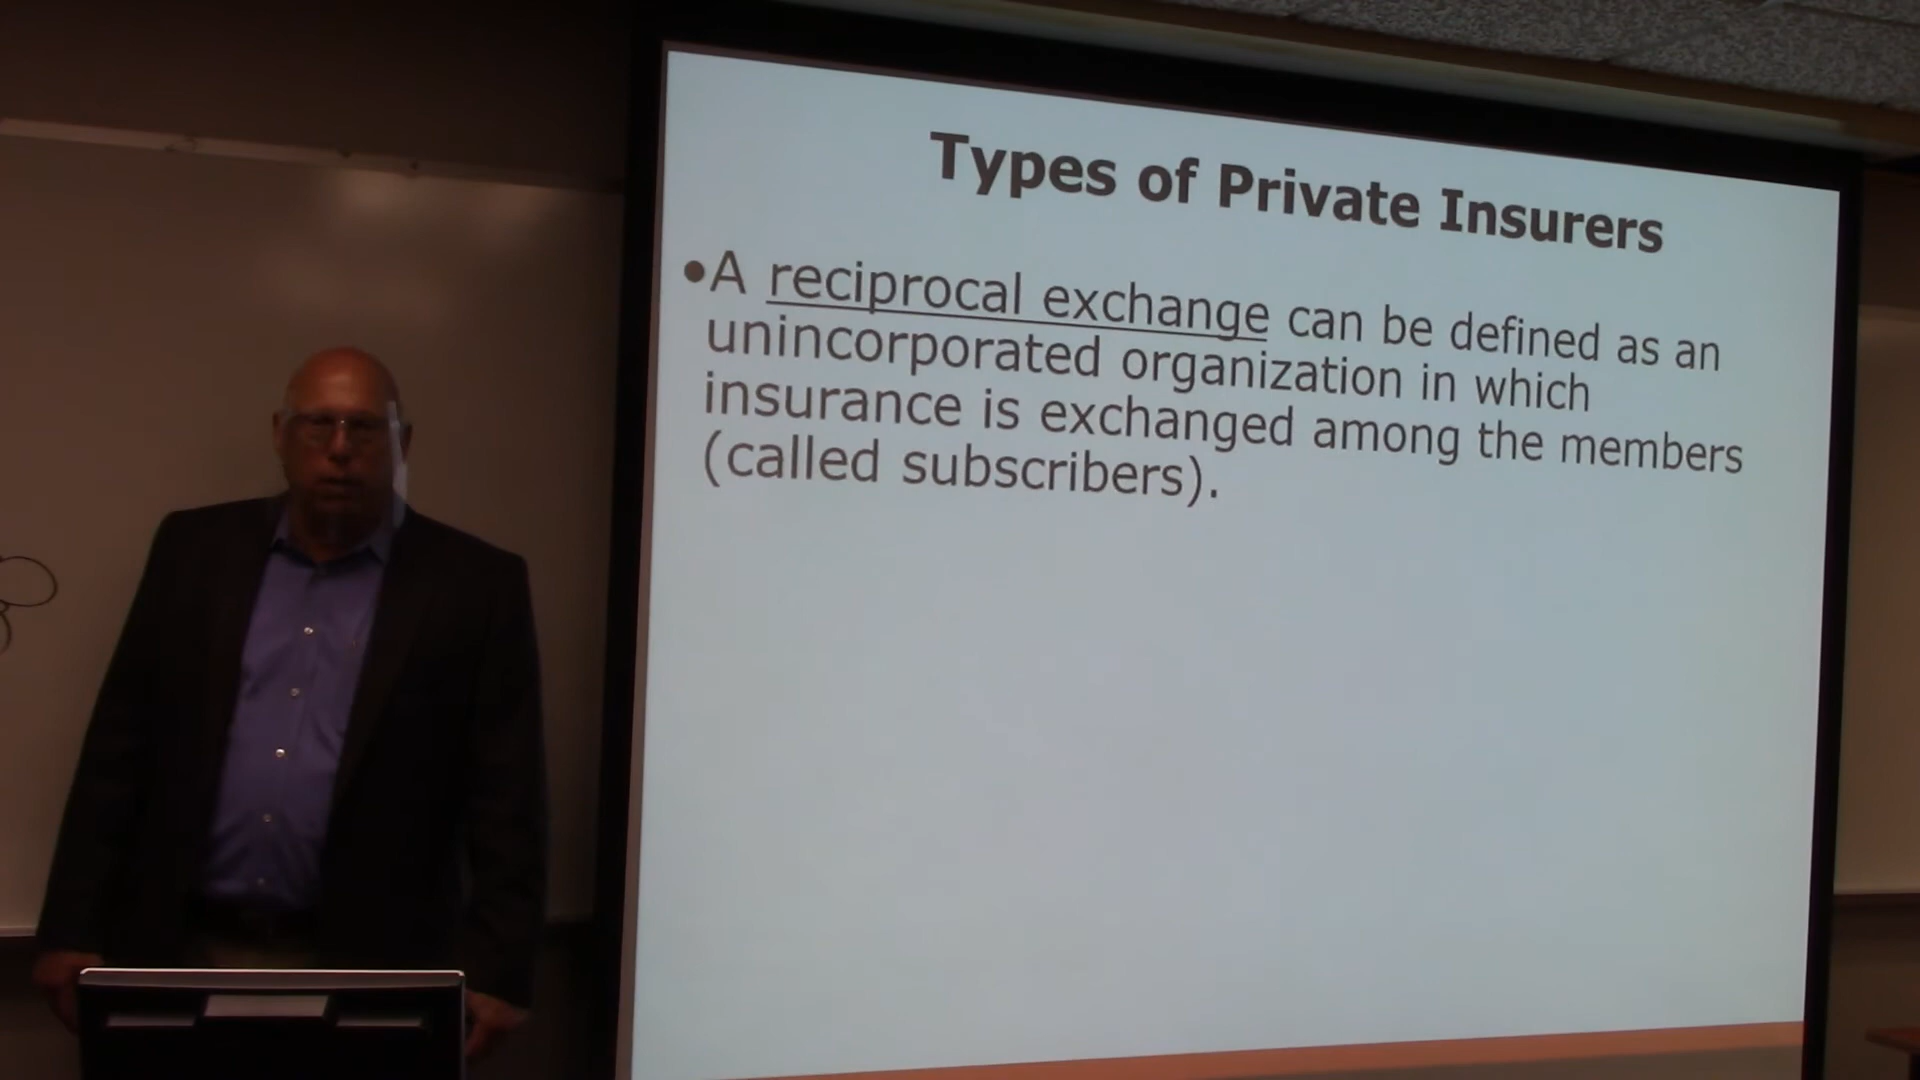 Types of Private Insurers
•A reciprocal exchange can be defined as an
unincorporated organization in which
insurance is exchanged among the members
(called subscribers).